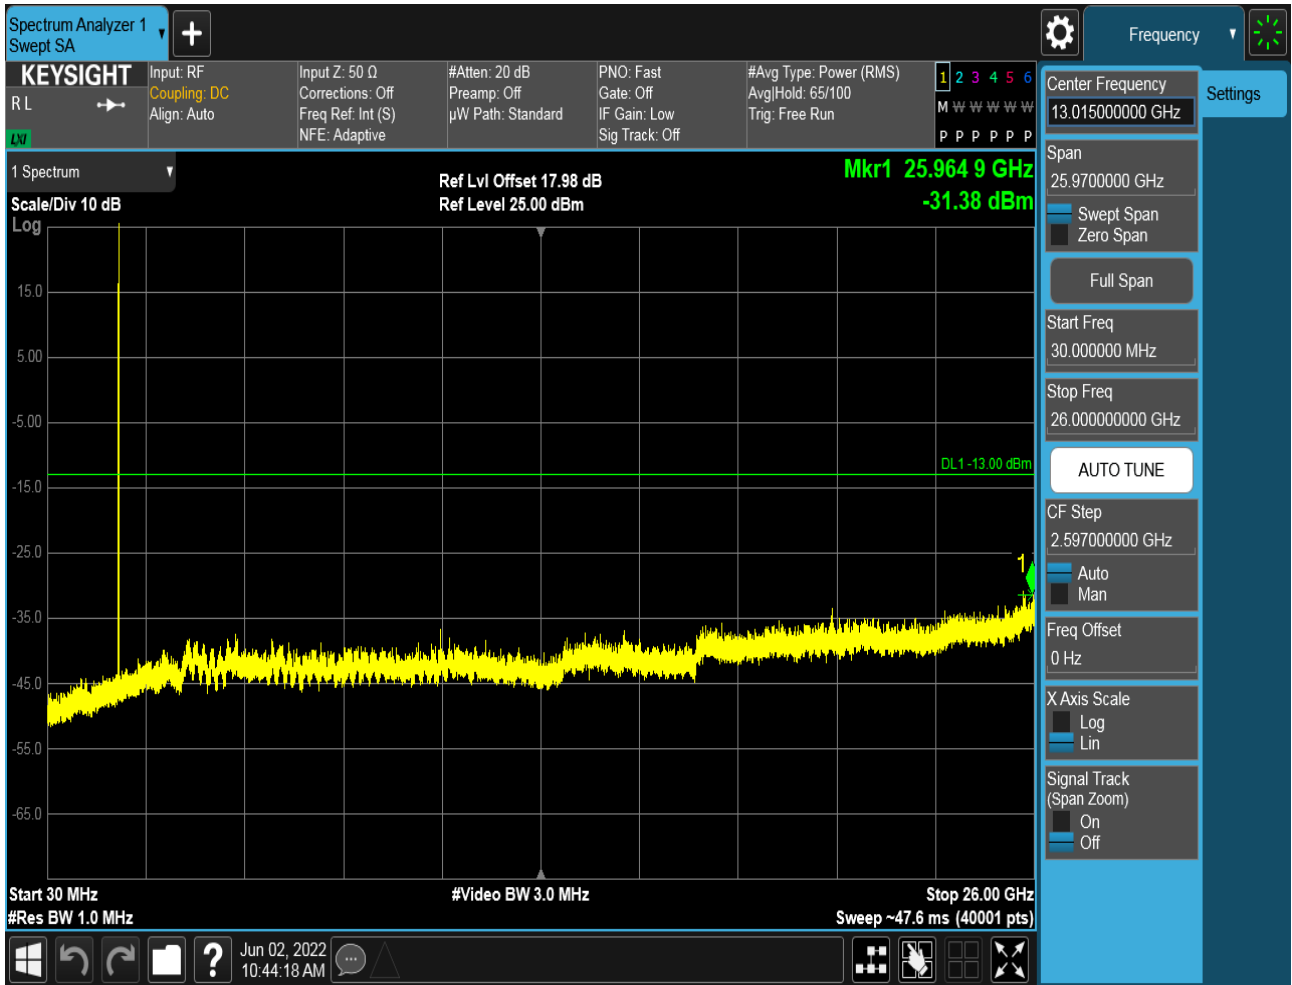 Spectrum Analyzer 1
Swept SA
Frequency
KEYSIGHT
R L
LXI
Input: RF
Coupling: DC
Align: Auto
Input Z: 50 Ω
Corrections: Off
Freq Ref: Int (S)
NFE: Adaptive
#Atten: 20 dB
Preamp: Off
µW Path: Standard
PNO: Fast
Gate: Off
IF Gain: Low
Sig Track: Off
#Avg Type: Power (RMS)
Avg|Hold: 65/100
Trig: Free Run
1 2 3 4 5 6
M W W W W W
P P P P P P
1 Spectrum
Scale/Div 10 dB
Log
Ref Lvl Offset 17.98 dB
Ref Level 25.00 dBm
Mkr1 25.964 9 GHz
-31.38 dBm
15.0
5.00
-5.00
-15.0
-25.0
-35.0
-45.0
-55.0
-65.0
DL1 -13.00 dBm
1
Start 30 MHz
#Res BW 1.0 MHz
#Video BW 3.0 MHz
Stop 26.00 GHz
Sweep ~47.6 ms (40001 pts)
Jun 02, 2022
10:44:18 AM
?
Center Frequency
13.015000000 GHz
Span
25.9700000 GHz
Swept Span
Zero Span
Full Span
Start Freq
30.000000 MHz
Stop Freq
26.000000000 GHz
AUTO TUNE
CF Step
2.597000000 GHz
Auto
Man
Freq Offset
0 Hz
X Axis Scale
Log
Lin
Signal Track
(Span Zoom)
On
Off
Settings